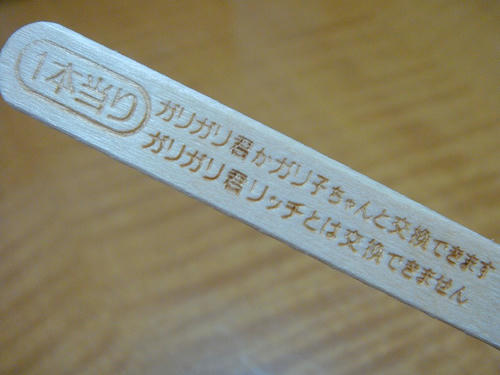 1本当り
ガリガリ君かガリ子ちゃんと交換できます
ガリガリ君リッチとは交換できません